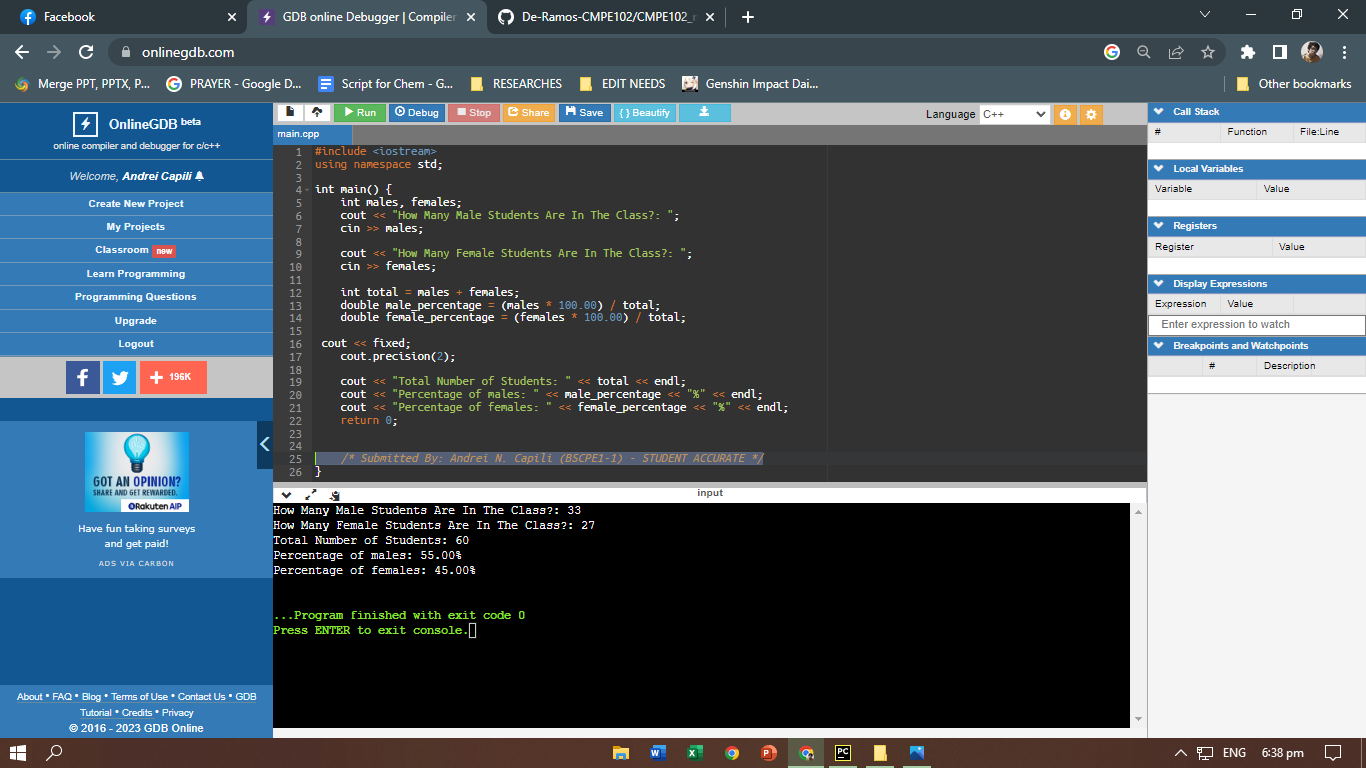 Facebook
GDB online Debugger | Compiler
De-Ramos-CMPE102/CMPE102_r
onlinegdb.com
Merge PPT, PPTX, P...
PRAYER - Google D...
Script for Chem - G...
RESEARCHES
EDIT NEEDS
Genshin Impact Dai...
Other bookmarks
OnlineGDB beta
online compiler and debugger for c/c++
Welcome, Andrei Capili
Create New Project
My Projects
Classroom new
Learn Programming
Programming Questions
Upgrade
Logout
196K
GOT AN OPINION?
SHARE AND GET REWARDED.
Rakuten AIP
Have fun taking surveys
and get paid!
ADS VIA CARBON
About • FAQ • Blog • Terms of Use • Contact Us • GDB
Tutorial • Credits • Privacy
© 2016 - 2023 GDB Online
Run Debug Stop Share Save { } Beautify
Language C++
main.cpp
1 #include <iostream>
2 using namespace std;
3
4 int main() {
5 int males, females;
6 cout << "How Many Male Students Are In The Class?: ";
7 cin >> males;
8
9 cout << "How Many Female Students Are In The Class?: ";
10 cin >> females;
11
12 int total = males + females;
13 double male_percentage = (males * 100.00) / total;
14 double female_percentage = (females * 100.00) / total;
15
16 cout << fixed;
17 cout.precision(2);
18
19 cout << "Total Number of Students: " << total << endl;
20 cout << "Percentage of males: " << male_percentage << "%" << endl;
21 cout << "Percentage of females: " << female_percentage << "%" << endl;
22 return 0;
23
24
25 /* Submitted By: Andrei N. Capili (BSCPE1-1) - STUDENT ACCURATE */
26 }
input
How Many Male Students Are In The Class?: 33
How Many Female Students Are In The Class?: 27
Total Number of Students: 60
Percentage of males: 55.00%
Percentage of females: 45.00%
...Program finished with exit code 0
Press ENTER to exit console.
Call Stack
# Function File:Line
Local Variables
Variable Value
Registers
Register Value
Display Expressions
Expression Value
Enter expression to watch
Breakpoints and Watchpoints
# Description
ENG 6:38 pm